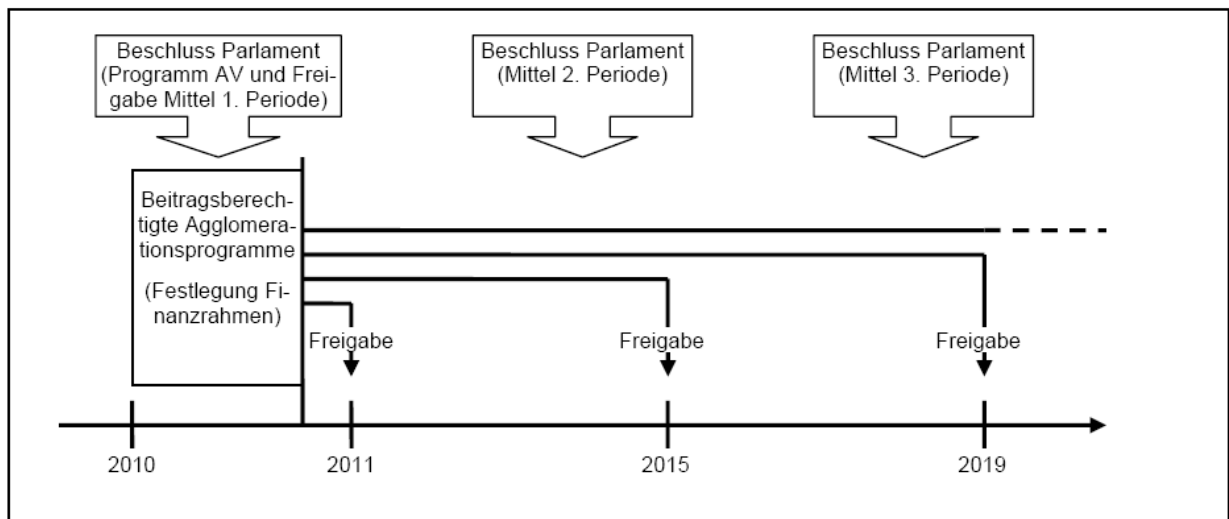 Beschluss Parlament
(Programm AV und Frei-
gabe Mittel 1. Periode)
Beschluss Parlament
(Mittel 2. Periode)
Beschluss Parlament
(Mittel 3. Periode)
Beitragsberech-
tigte Agglomera-
tionsprogramme
(Festlegung Fi-
nanzrahmen)
Freigabe
Freigabe
Freigabe
2010
2011
2015
2019